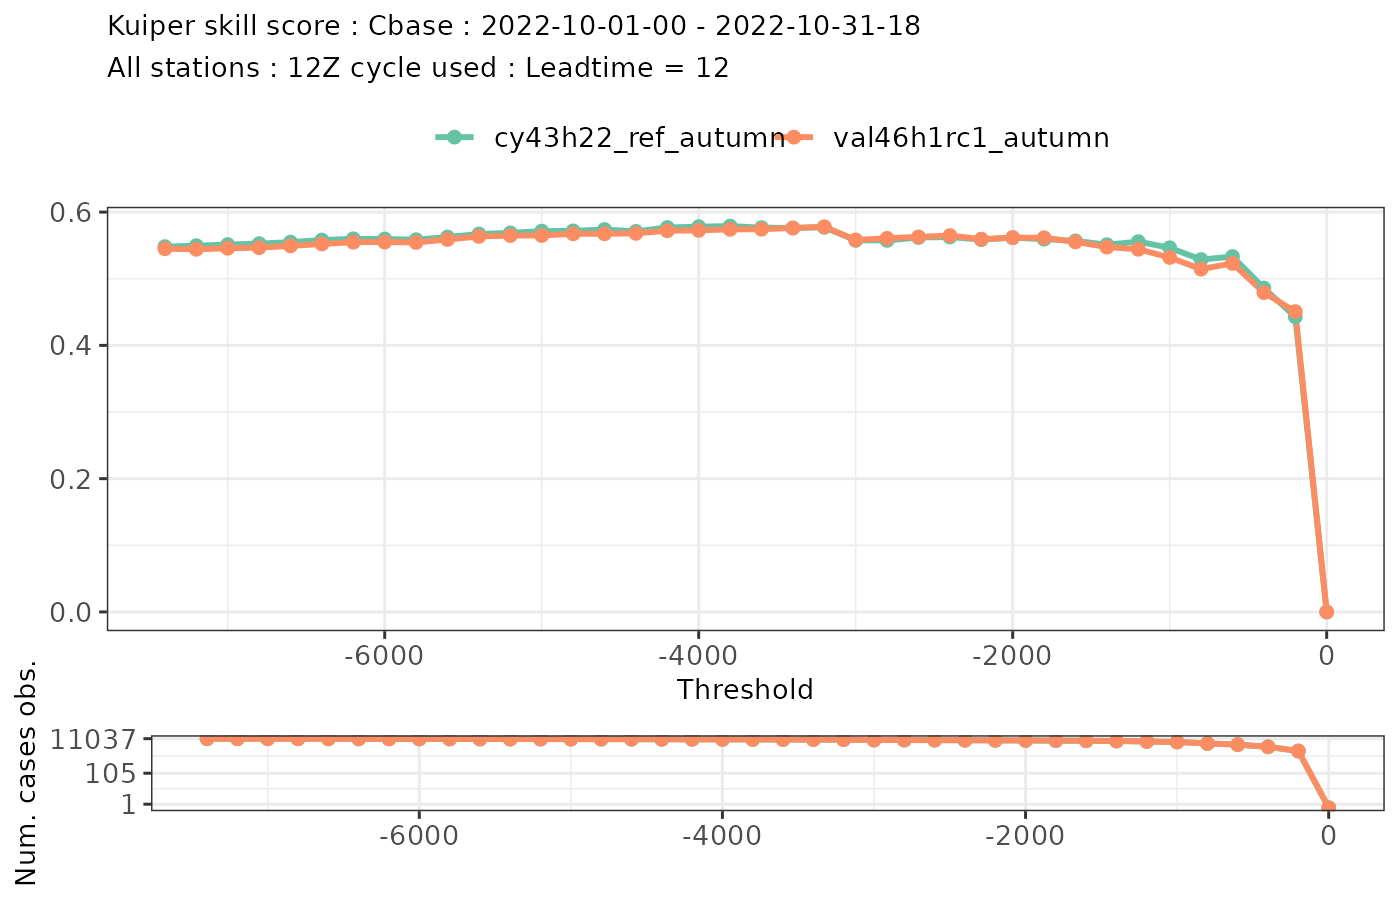 Kuiper skill score : Cbase : 2022-10-01-00 - 2022-10-31-18
All stations : 12Z cycle used : Leadtime = 12
cy43h22_ref_autumn val46h1rc1_autumn
0.6
0.4
0.2
0.0
-6000 -4000 -2000 0
Threshold
Num. cases obs.
11037
105
1
-6000 -4000 -2000 0